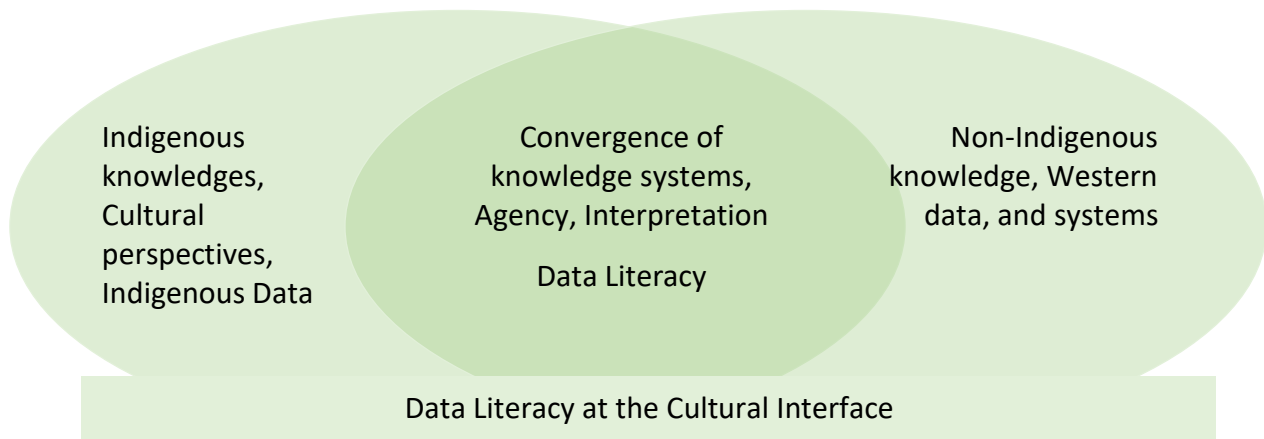 Indigenous
knowledges,
Cultural
perspectives,
Indigenous Data
Convergence of
knowledge systems,
Agency, Interpretation
Data Literacy
Non-Indigenous
knowledge, Western
data, and systems
Data Literacy at the Cultural Interface